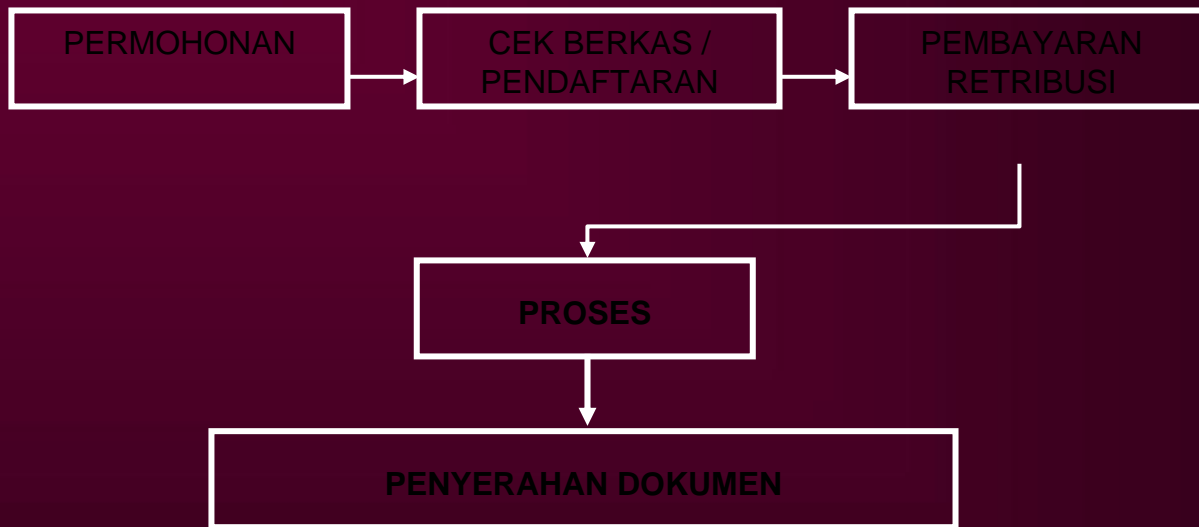 PERMOHONAN
CEK BERKAS /
PENDAFTARAN
PEMBAYARAN
RETRIBUSI
PROSES
PENYERAHAN DOKUMEN